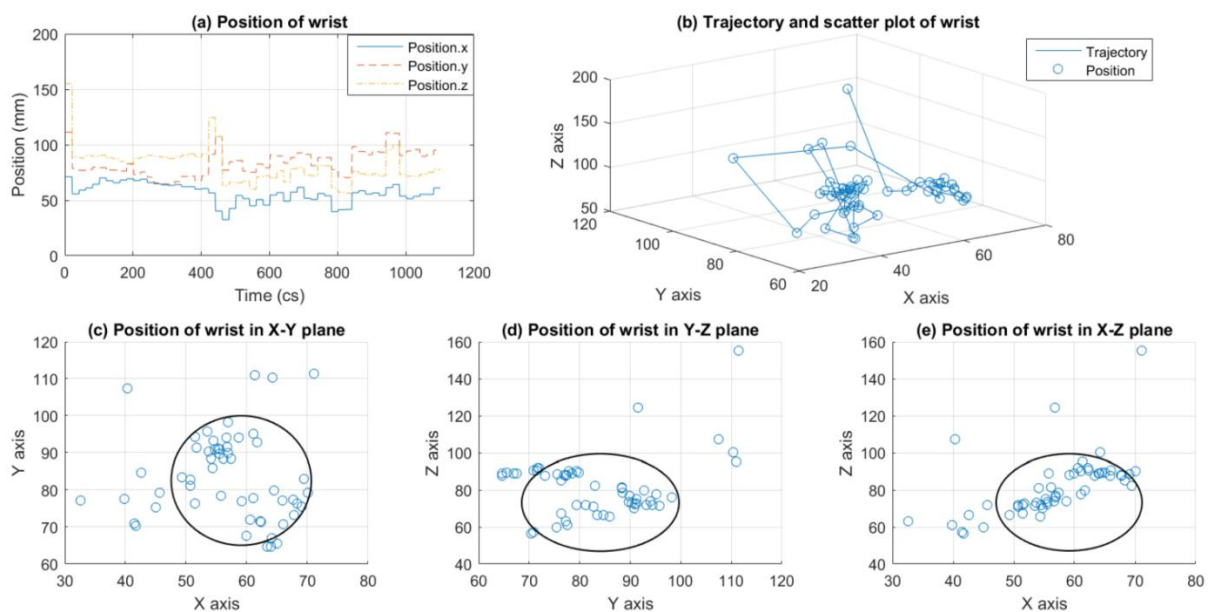 (a) Position of wrist
200
150
100
50
0
Position (mm)
0 200 400 600 800 1000 1200
Time (cs)
Position.x
Position.y
Position.z
(b) Trajectory and scatter plot of wrist
200
150
100
50
Z axis
120
100
80
60
Y axis
20
40
60
80
X axis
Trajectory
Position
(c) Position of wrist in X-Y plane
120
110
100
90
80
70
60
Y axis
30 40 50 60 70 80
X axis
(d) Position of wrist in Y-Z plane
160
140
120
100
80
60
40
Z axis
60 70 80 90 100 110 120
Y axis
(e) Position of wrist in X-Z plane
160
140
120
100
80
60
40
Z axis
30 40 50 60 70 80
X axis